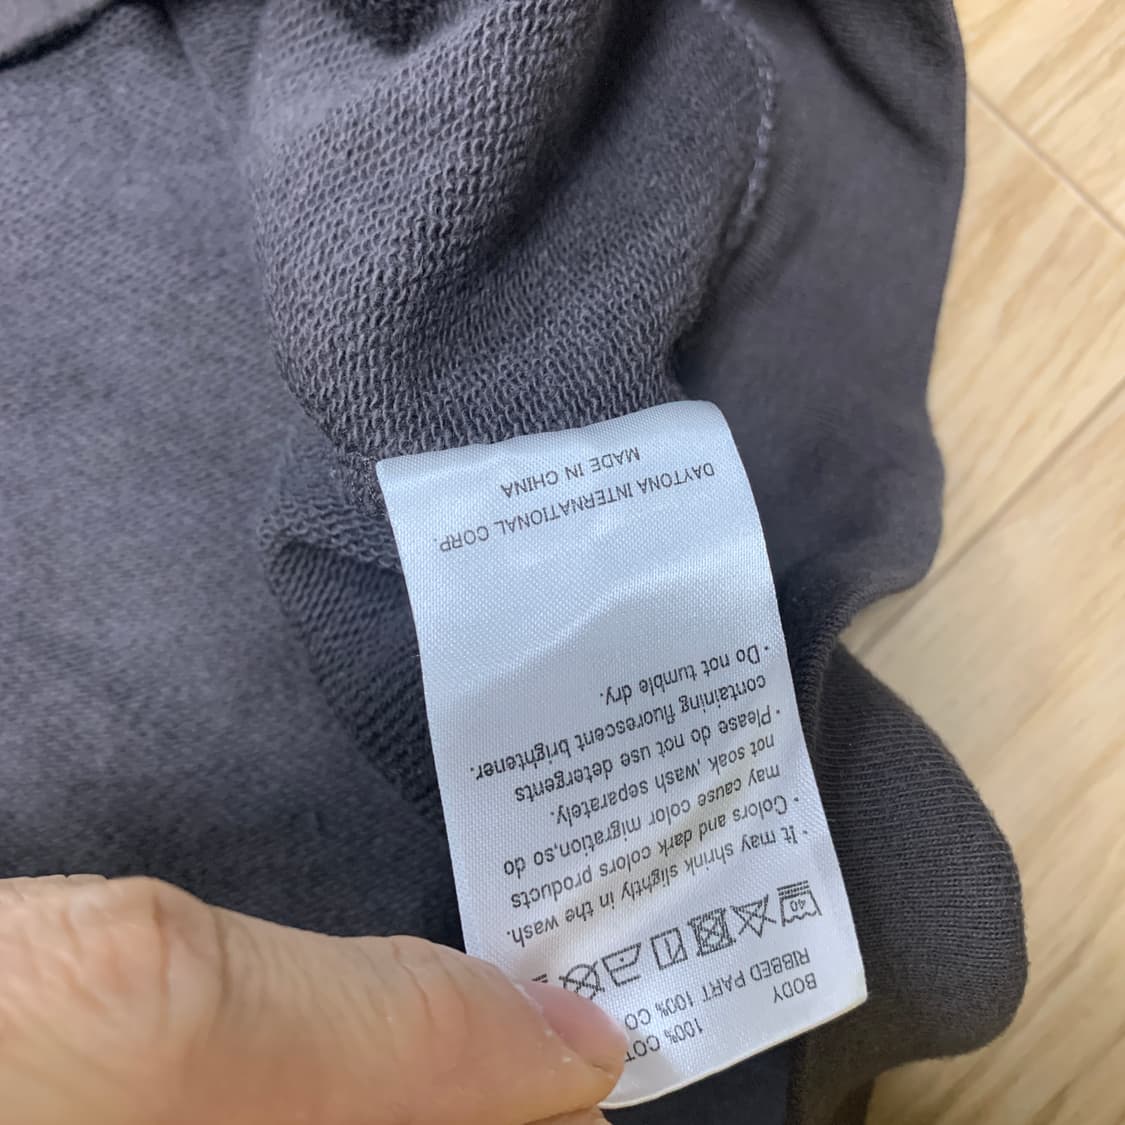 BODY 100% COT
RIBBED PART 100% CO
40
· It may shrink slightly in the wash.
· Colors and dark colors products
may cause color migration,so do
not soak ,wash separately.
· Please do not use detergents
containing fluorescent brightener.
· Do not tumble dry.
DAYTONA INTERNATIONAL CORP.
MADE IN CHINA